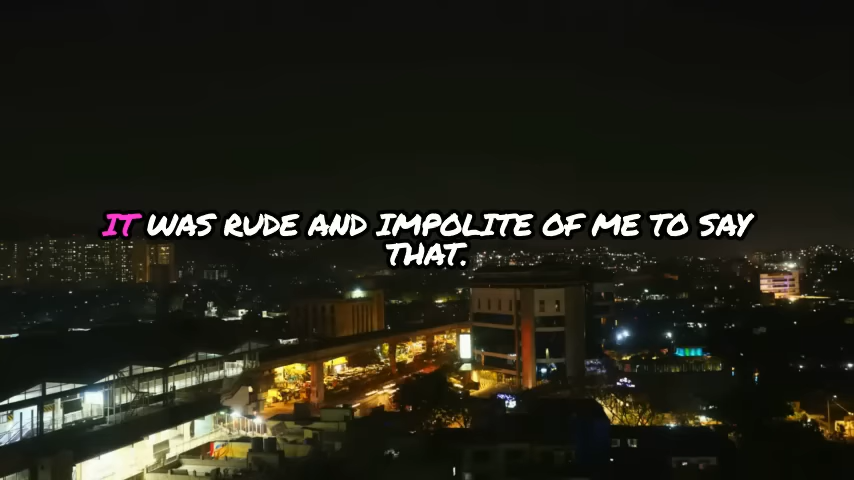 IT WAS RUDE AND IMPOLITE OF ME TO SAY
THAT.